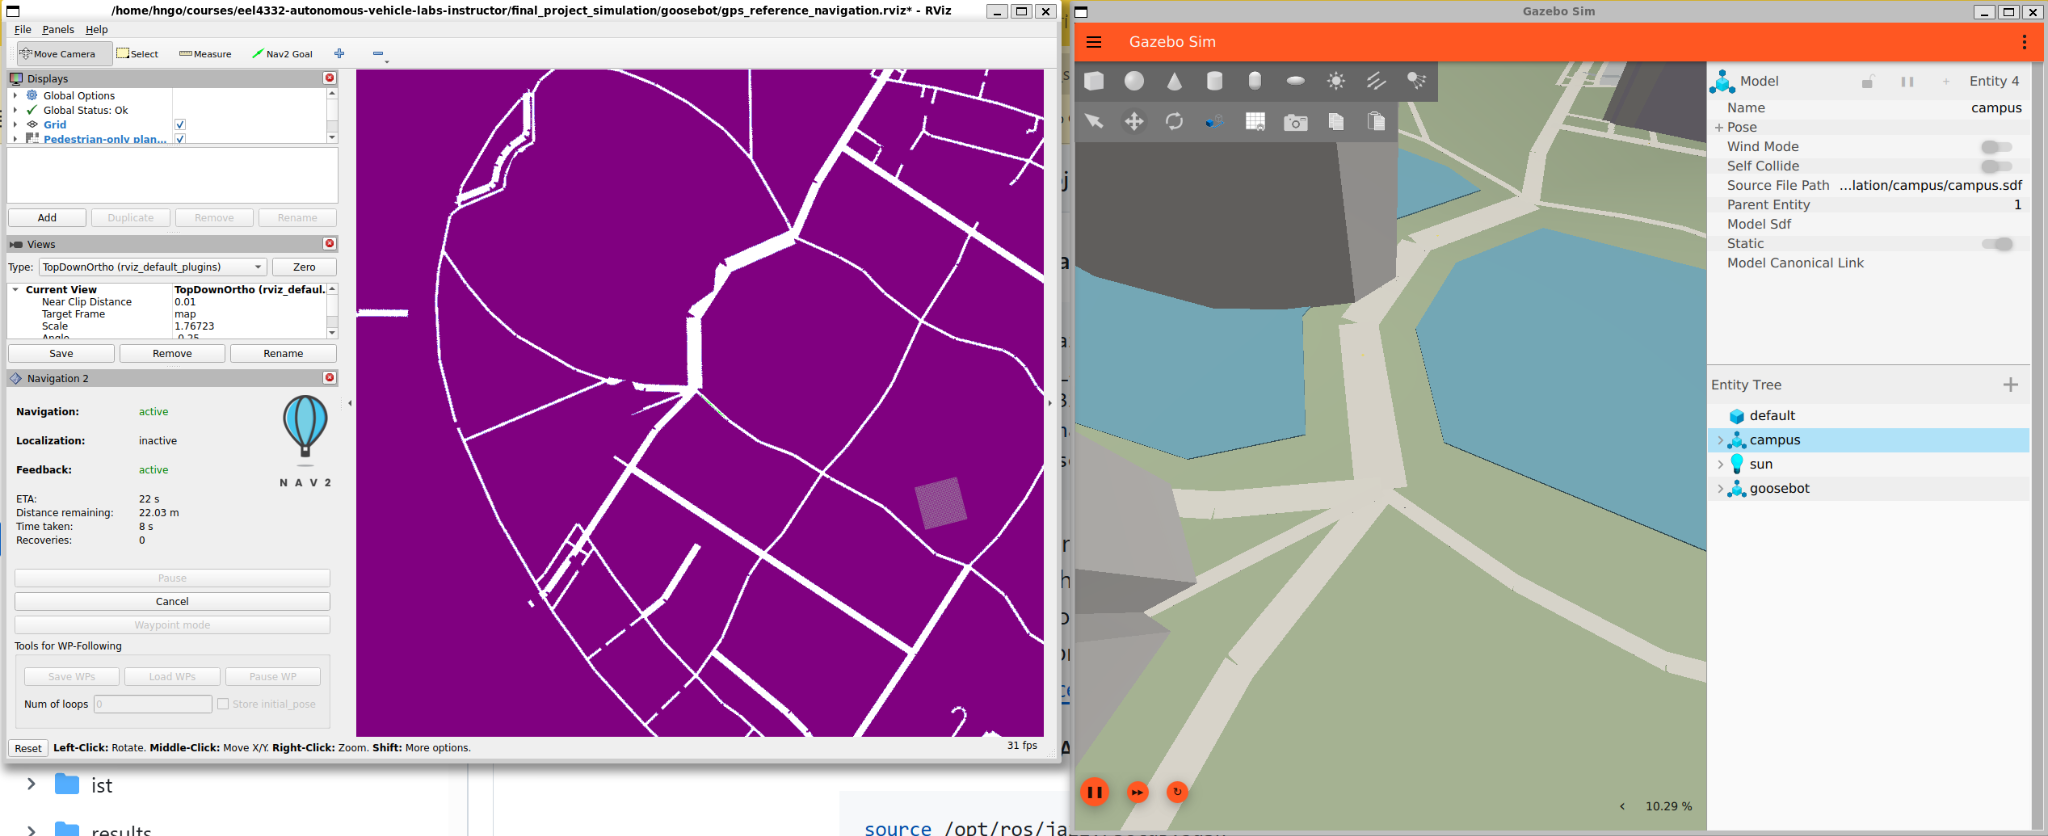 /home/hngo/courses/eel4332-autonomous-vehicle-labs-instructor/final_project_simulation/goosebot/gps_reference_navigation.rviz* - RViz
File Panels Help
Move Camera Select Measure Nav2 Goal
Displays
Global Options
Global Status: Ok
Grid
Pedestrian-only plan...
Add Duplicate Remove Rename
Views
Type: TopDownOrtho (rviz_default_plugins) Zero
Current View TopDownOrtho (rviz_defaul...
Near Clip Distance 0.01
Target Frame map
Scale 1.76723
Angle -0.25
Save Remove Rename
Navigation 2
Navigation: active
Localization: inactive
Feedback: active
NAV2
ETA: 22 s
Distance remaining: 22.03 m
Time taken: 8 s
Recoveries: 0
Pause
Cancel
Waypoint mode
Tools for WP-Following
Save WPs Load WPs Pause WP
Num of loops 0 Store initial_pose
Reset Left-Click: Rotate. Middle-Click: Move X/Y. Right-Click: Zoom. Shift: More options.
31 fps
ist
results
source /opt/ros/ja
Gazebo Sim
Gazebo Sim
Model Entity 4
Name campus
Pose
Wind Mode
Self Collide
Source File Path ...lation/campus/campus.sdf
Parent Entity 1
Model Sdf
Static
Model Canonical Link
Entity Tree
default
campus
sun
goosebot
10.29 %